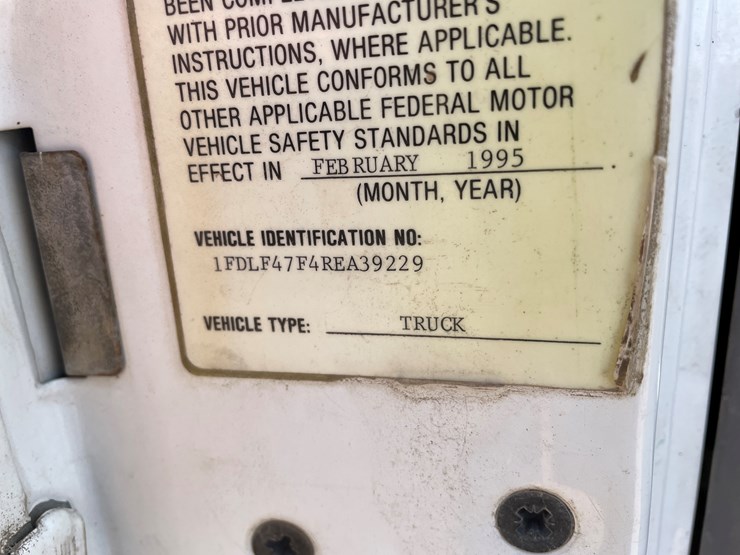 BEEN
WITH PRIOR MANUFACTURER'S
INSTRUCTIONS, WHERE APPLICABLE.
THIS VEHICLE CONFORMS TO ALL
OTHER APPLICABLE FEDERAL MOTOR
VEHICLE SAFETY STANDARDS IN
EFFECT IN FEBRUARY 1995.
(MONTH, YEAR)
VEHICLE IDENTIFICATION NO:
1FDLF47F4REA39229
VEHICLE TYPE: TRUCK